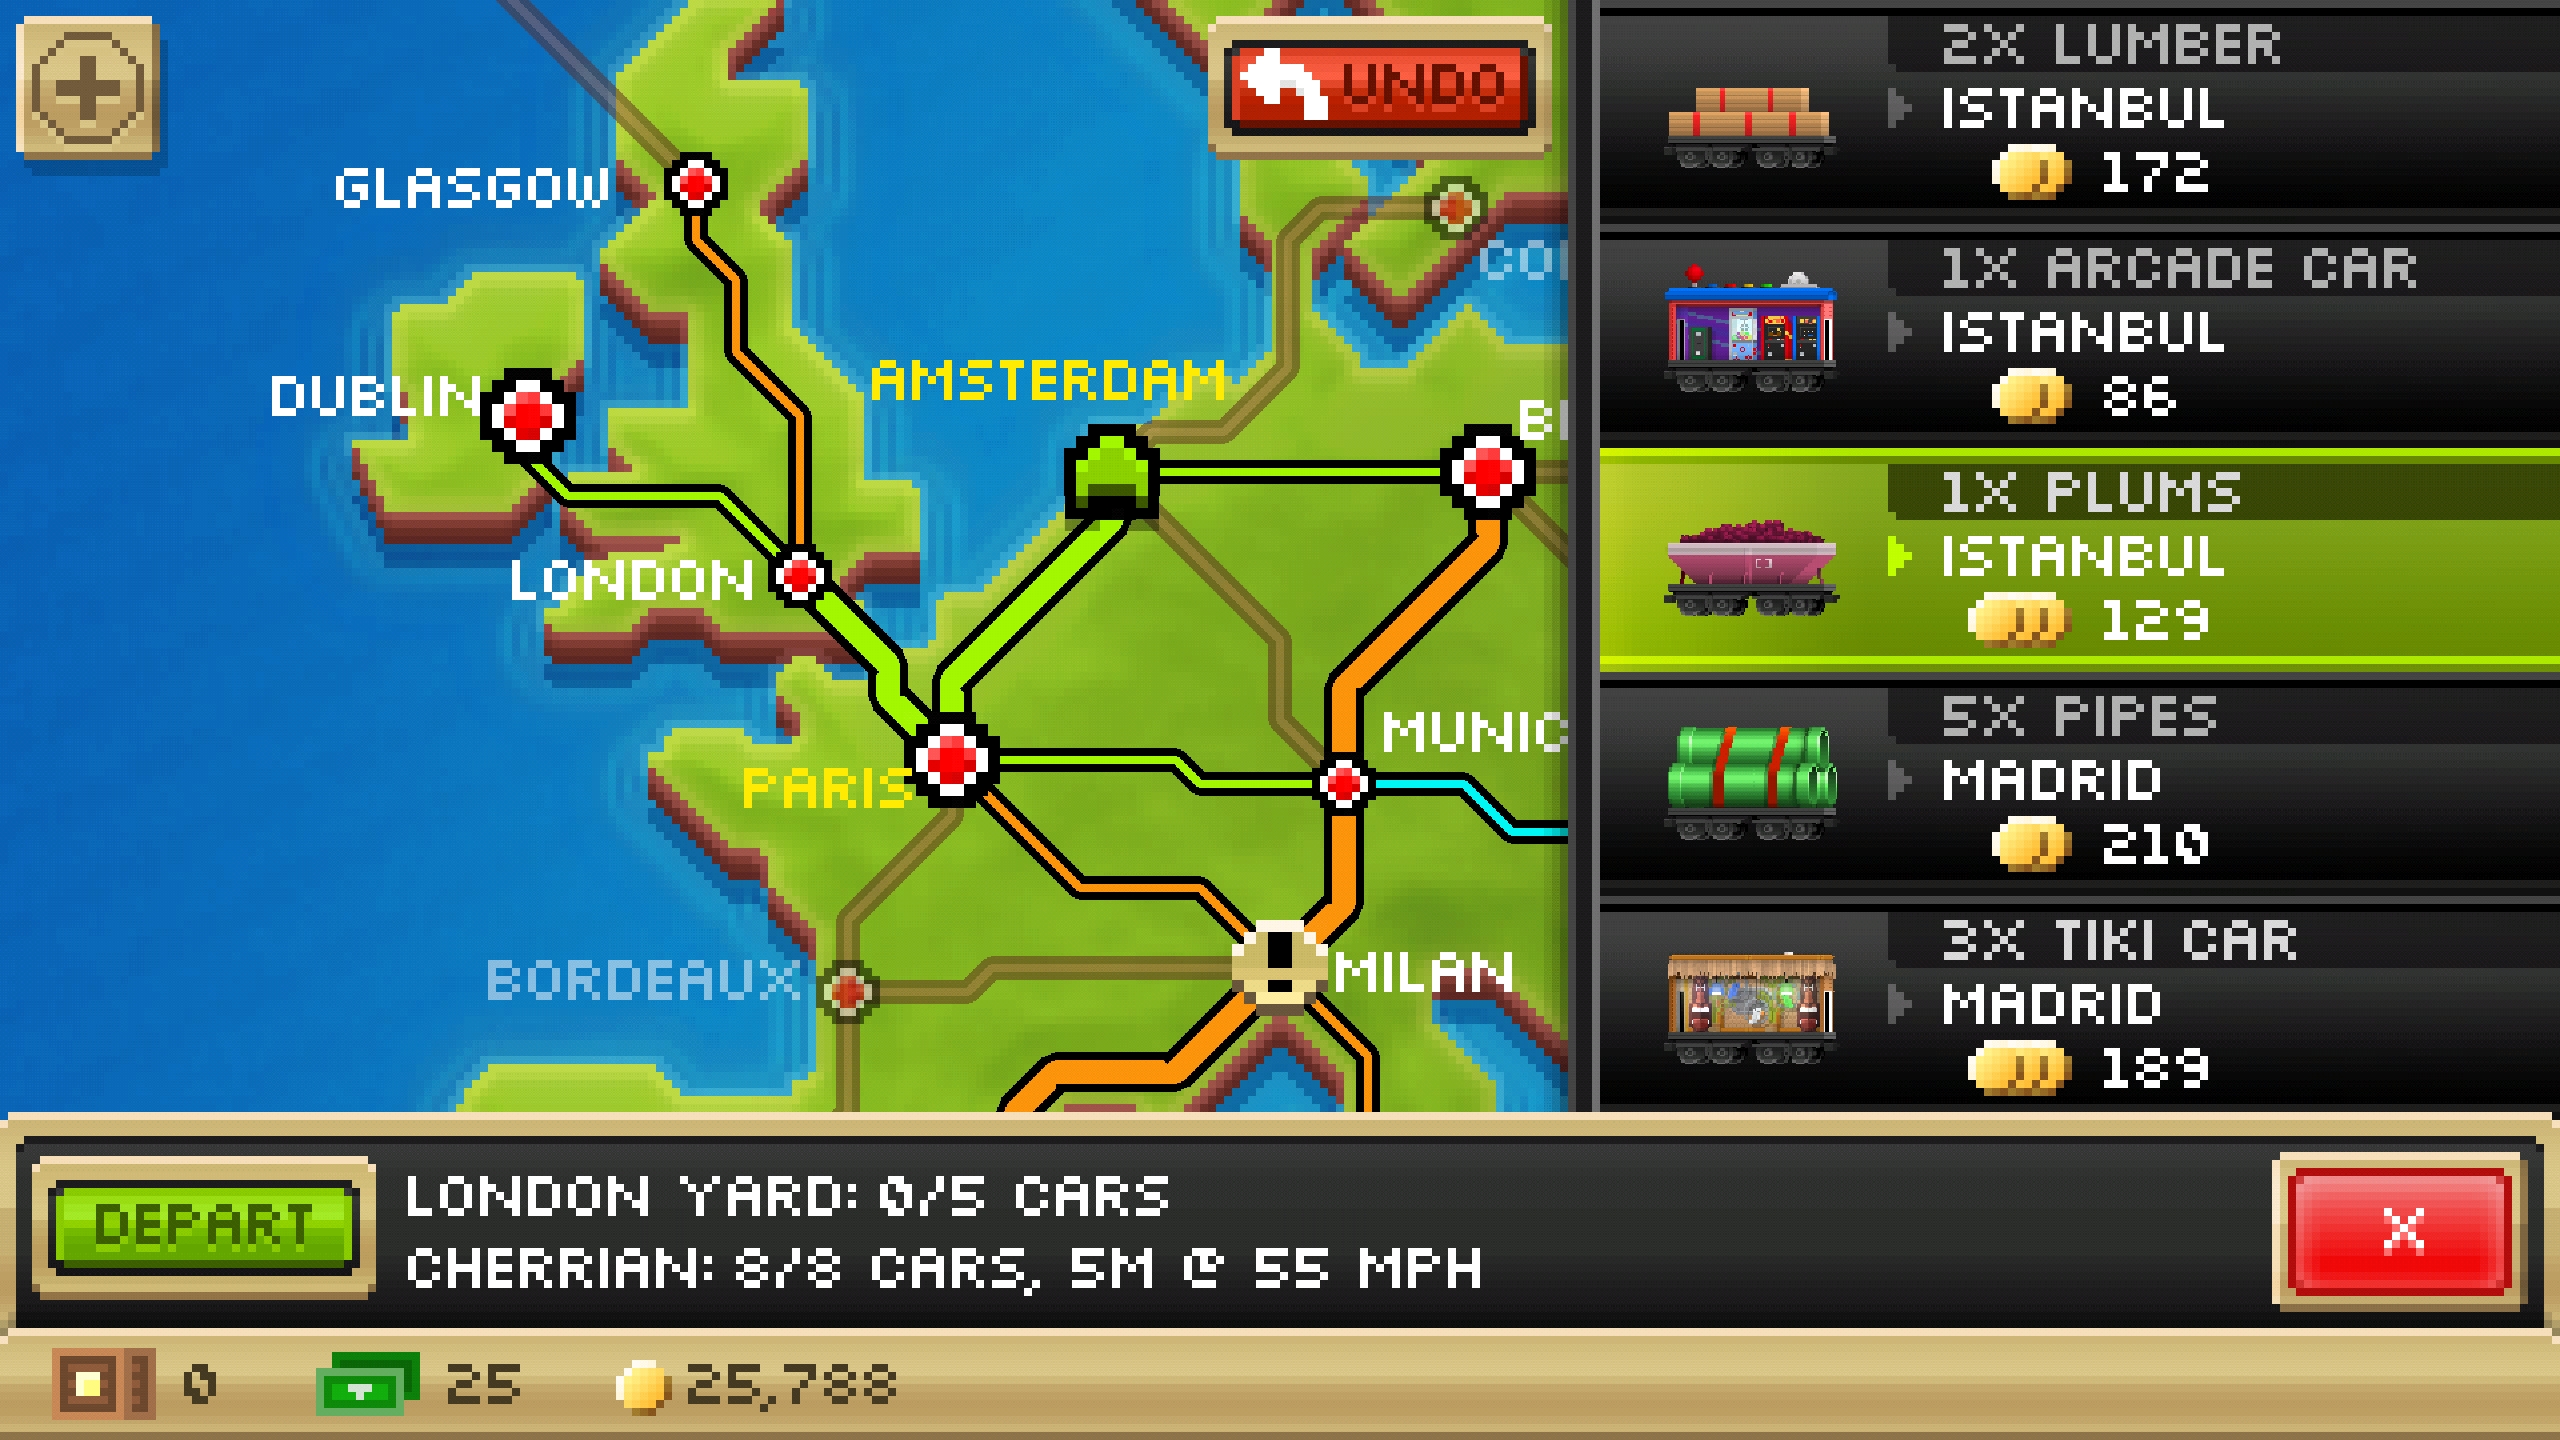 GLASGOW
DUBLIN
LONDON
AMSTERDAM
PARIS
BORDEAUX
MILAN
UNDO
2X LUMBER
ISTANBUL
172
1X ARCADE CAR
ISTANBUL
86
1X PLUMS
ISTANBUL
129
5X PIPES
MADRID
210
3X TIKI CAR
MADRID
189
DEPART
LONDON YARD: 0/5 CARS
CHERRIAN: 8/8 CARS, 5M @ 55 MPH
X
0
25
25,788